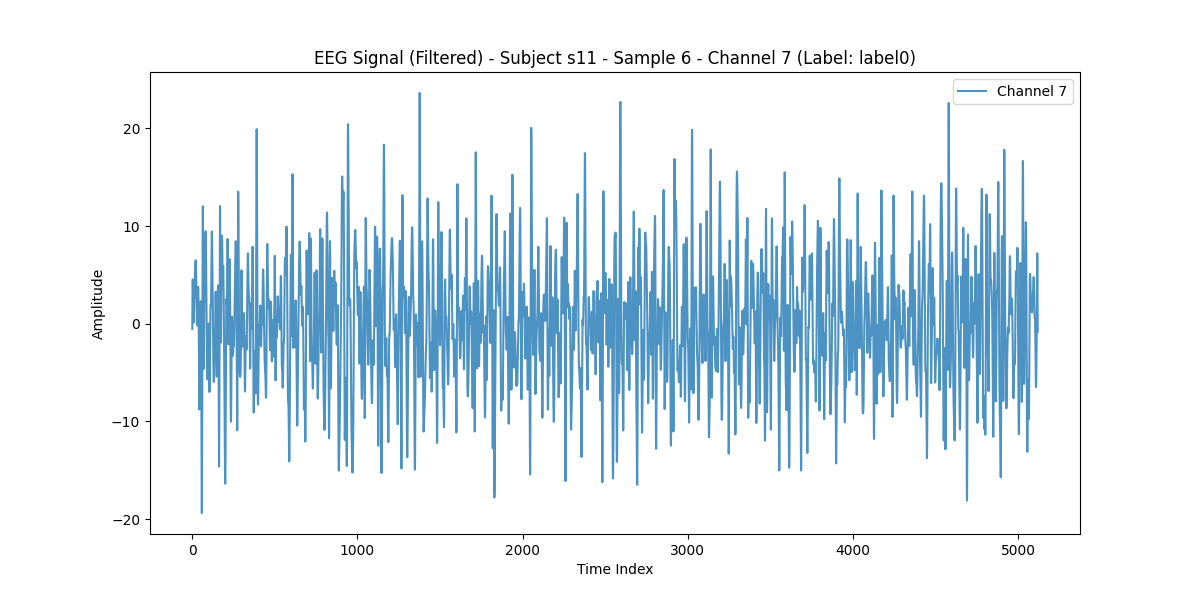 EEG Signal (Filtered) - Subject s11 - Sample 6 - Channel 7 (Label: label0)
Channel 7
20
10
0
−10
−20
Amplitude
0 1000 2000 3000 4000 5000
Time Index